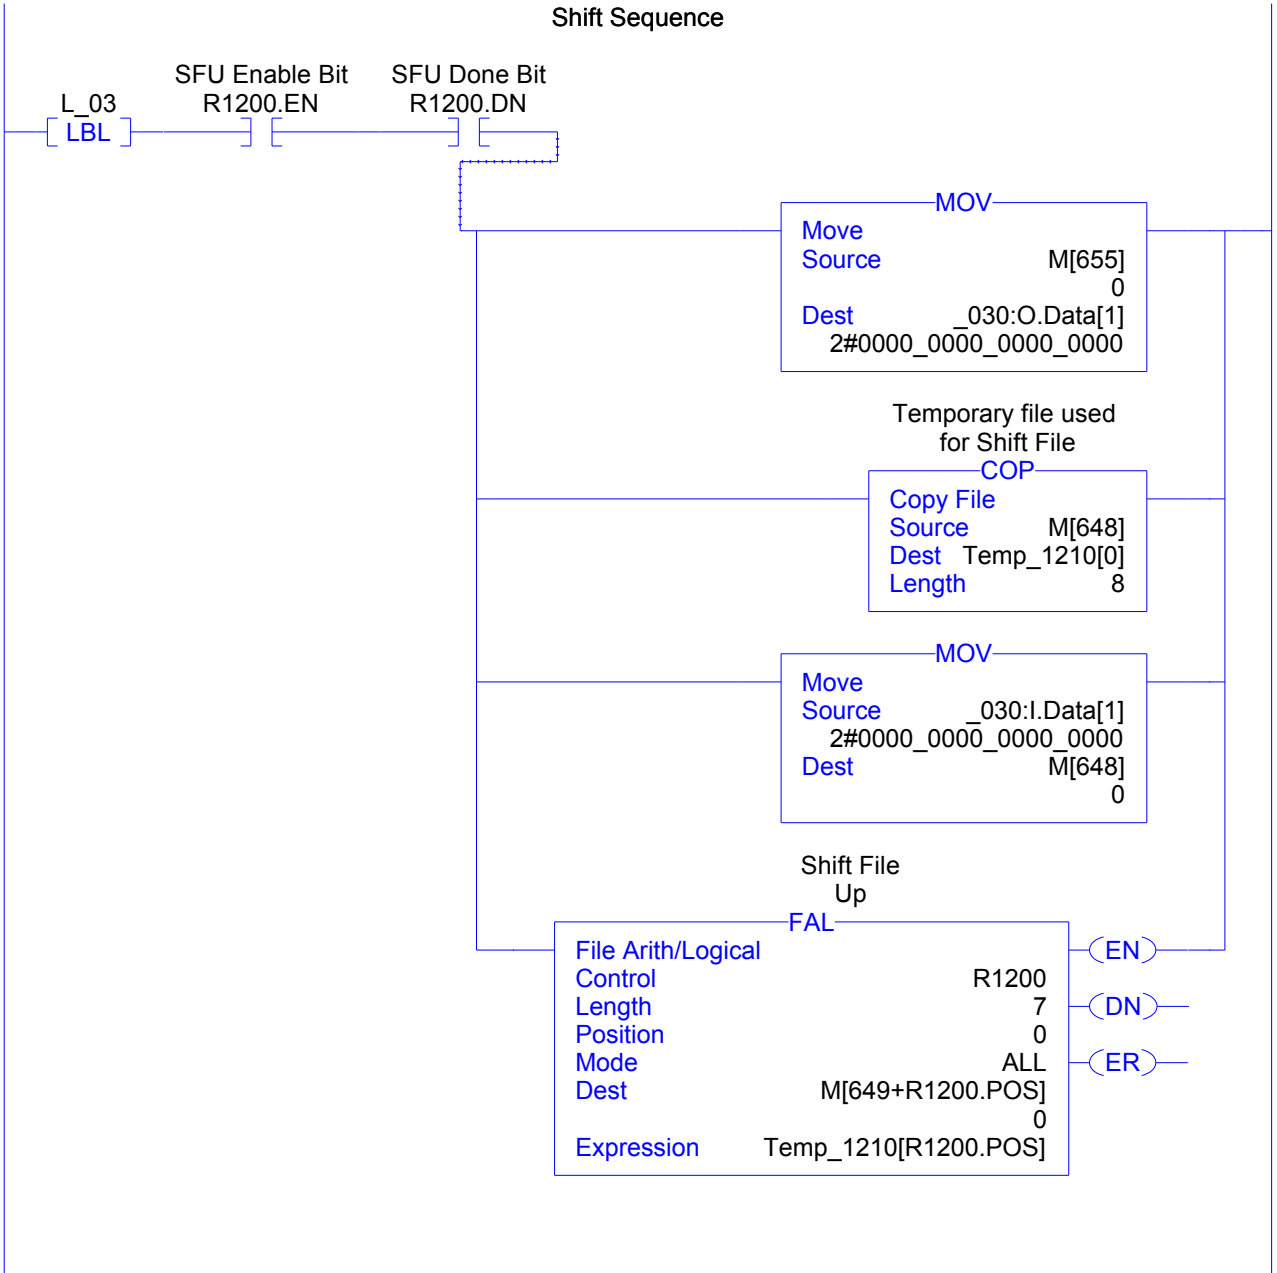 Shift Sequence
SFU Enable Bit
R1200.EN
SFU Done Bit
R1200.DN
L_03
LBL
MOV
Move
Source M[655]
0
Dest _030:O.Data[1]
2#0000_0000_0000_0000
Temporary file used
for Shift File
COP
Copy File
Source M[648]
Dest Temp_1210[0]
Length 8
MOV
Move
Source _030:I.Data[1]
2#0000_0000_0000_0000
Dest M[648]
0
Shift File
Up
FAL
File Arith/Logical
Control R1200
Length 7
Position 0
Mode ALL
Dest M[649+R1200.POS]
0
Expression Temp_1210[R1200.POS]
EN
DN
ER